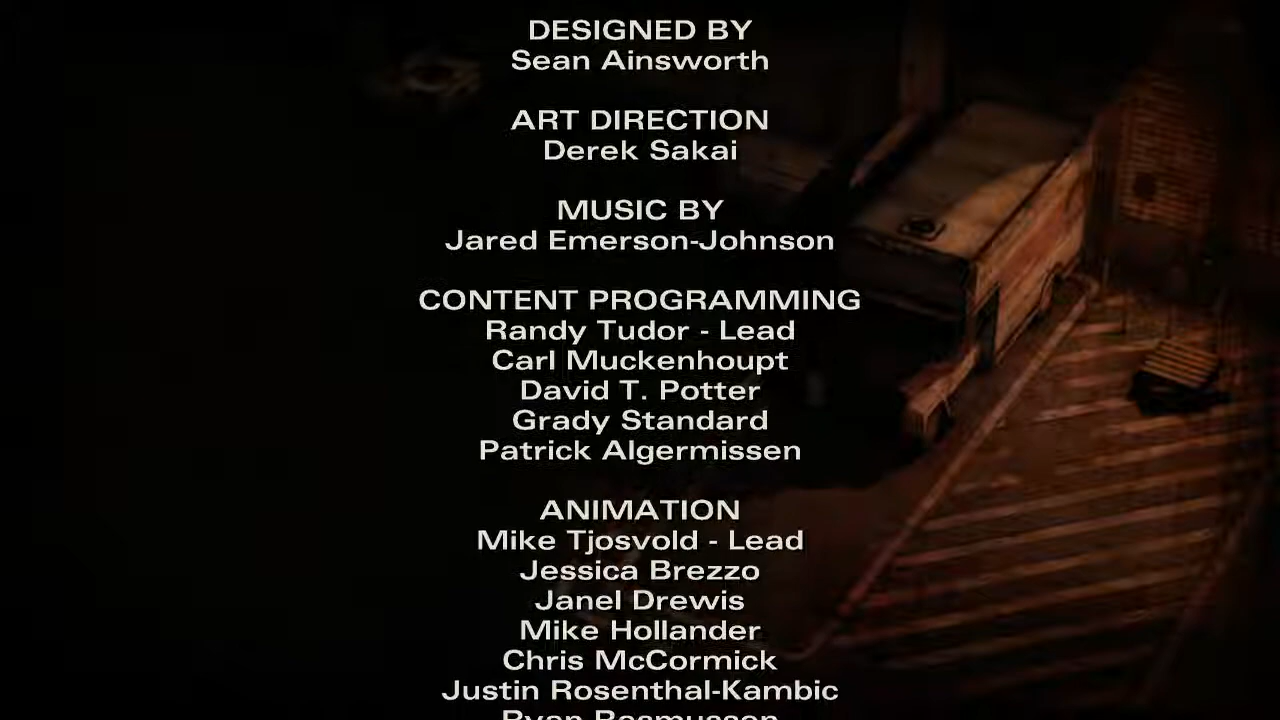 DESIGNED BY
Sean Ainsworth
ART DIRECTION
Derek Sakai
MUSIC BY
Jared Emerson-Johnson
CONTENT PROGRAMMING
Randy Tudor - Lead
Carl Muckenhoupt
David T. Potter
Grady Standard
Patrick Algermissen
ANIMATION
Mike Tjosvold - Lead
Jessica Brezzo
Janel Drewis
Mike Hollander
Chris McCormick
Justin Rosenthal-Kambic
Ryan Rasmussen